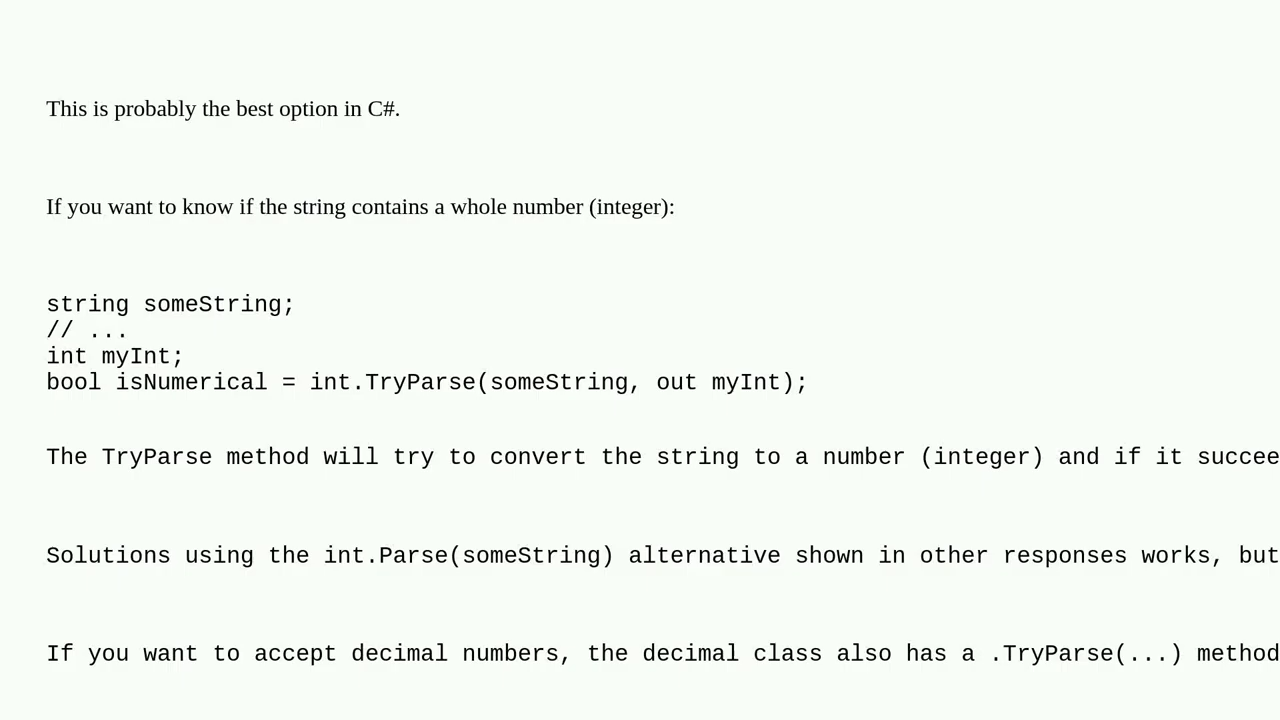 This is probably the best option in C#.
If you want to know if the string contains a whole number (integer):
string someString;
// ...
int myInt;
bool isNumerical = int.TryParse(someString, out myInt);
The TryParse method will try to convert the string to a number (integer) and if it succee
Solutions using the int.Parse(someString) alternative shown in other responses works, but
If you want to accept decimal numbers, the decimal class also has a .TryParse(...) method